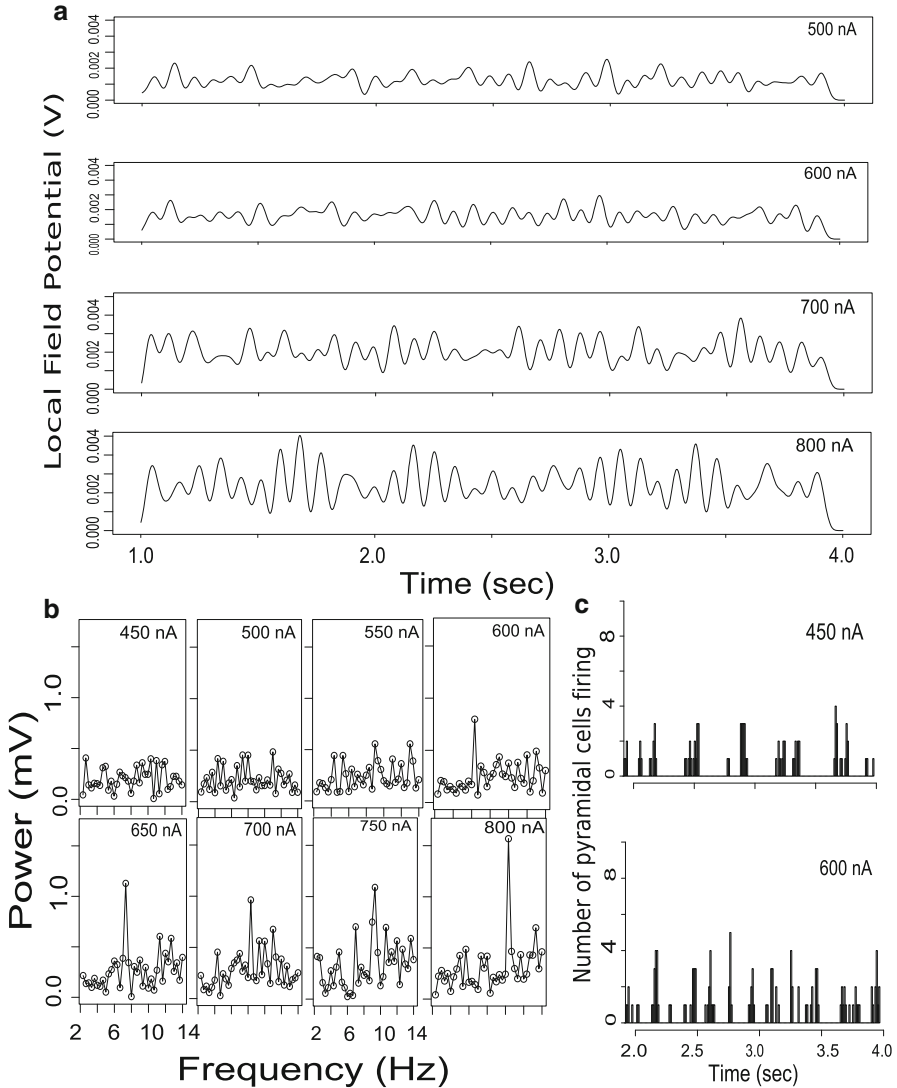 a
Local Field Potential (V)
0.004
0.002
0.000
500 nA
0.004
0.002
0.000
600 nA
0.004
0.002
0.000
700 nA
0.004
0.002
0.000
800 nA
1.0 2.0 3.0 4.0
Time (sec)
b
Power (mV)
1.0
0.0
450 nA
500 nA
550 nA
600 nA
1.0
0.0
650 nA
700 nA
750 nA
800 nA
2 6 10 14
2 6 10 14
Frequency (Hz)
c
Number of pyramidal cells firing
8
4
0
450 nA
8
4
0
600 nA
2.0 2.5 3.0 3.5 4.0
Time (sec)